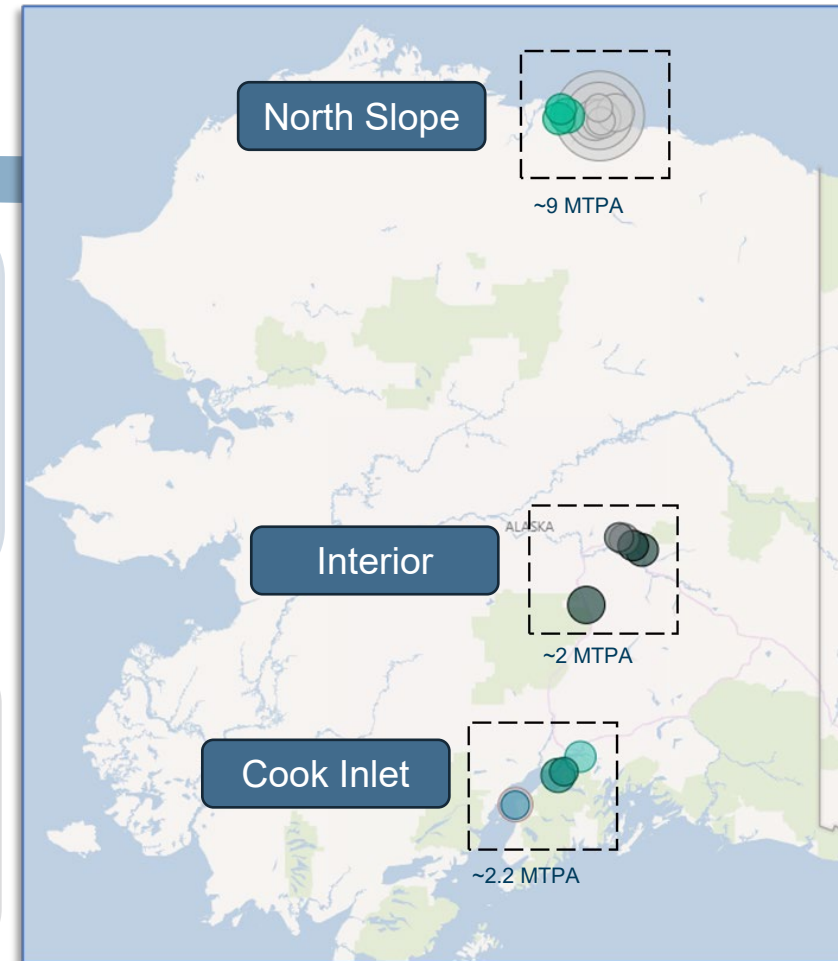 North Slope
~9 MTPA
ALASKA
Interior
~2 MTPA
Cook Inlet
~2.2 MTPA